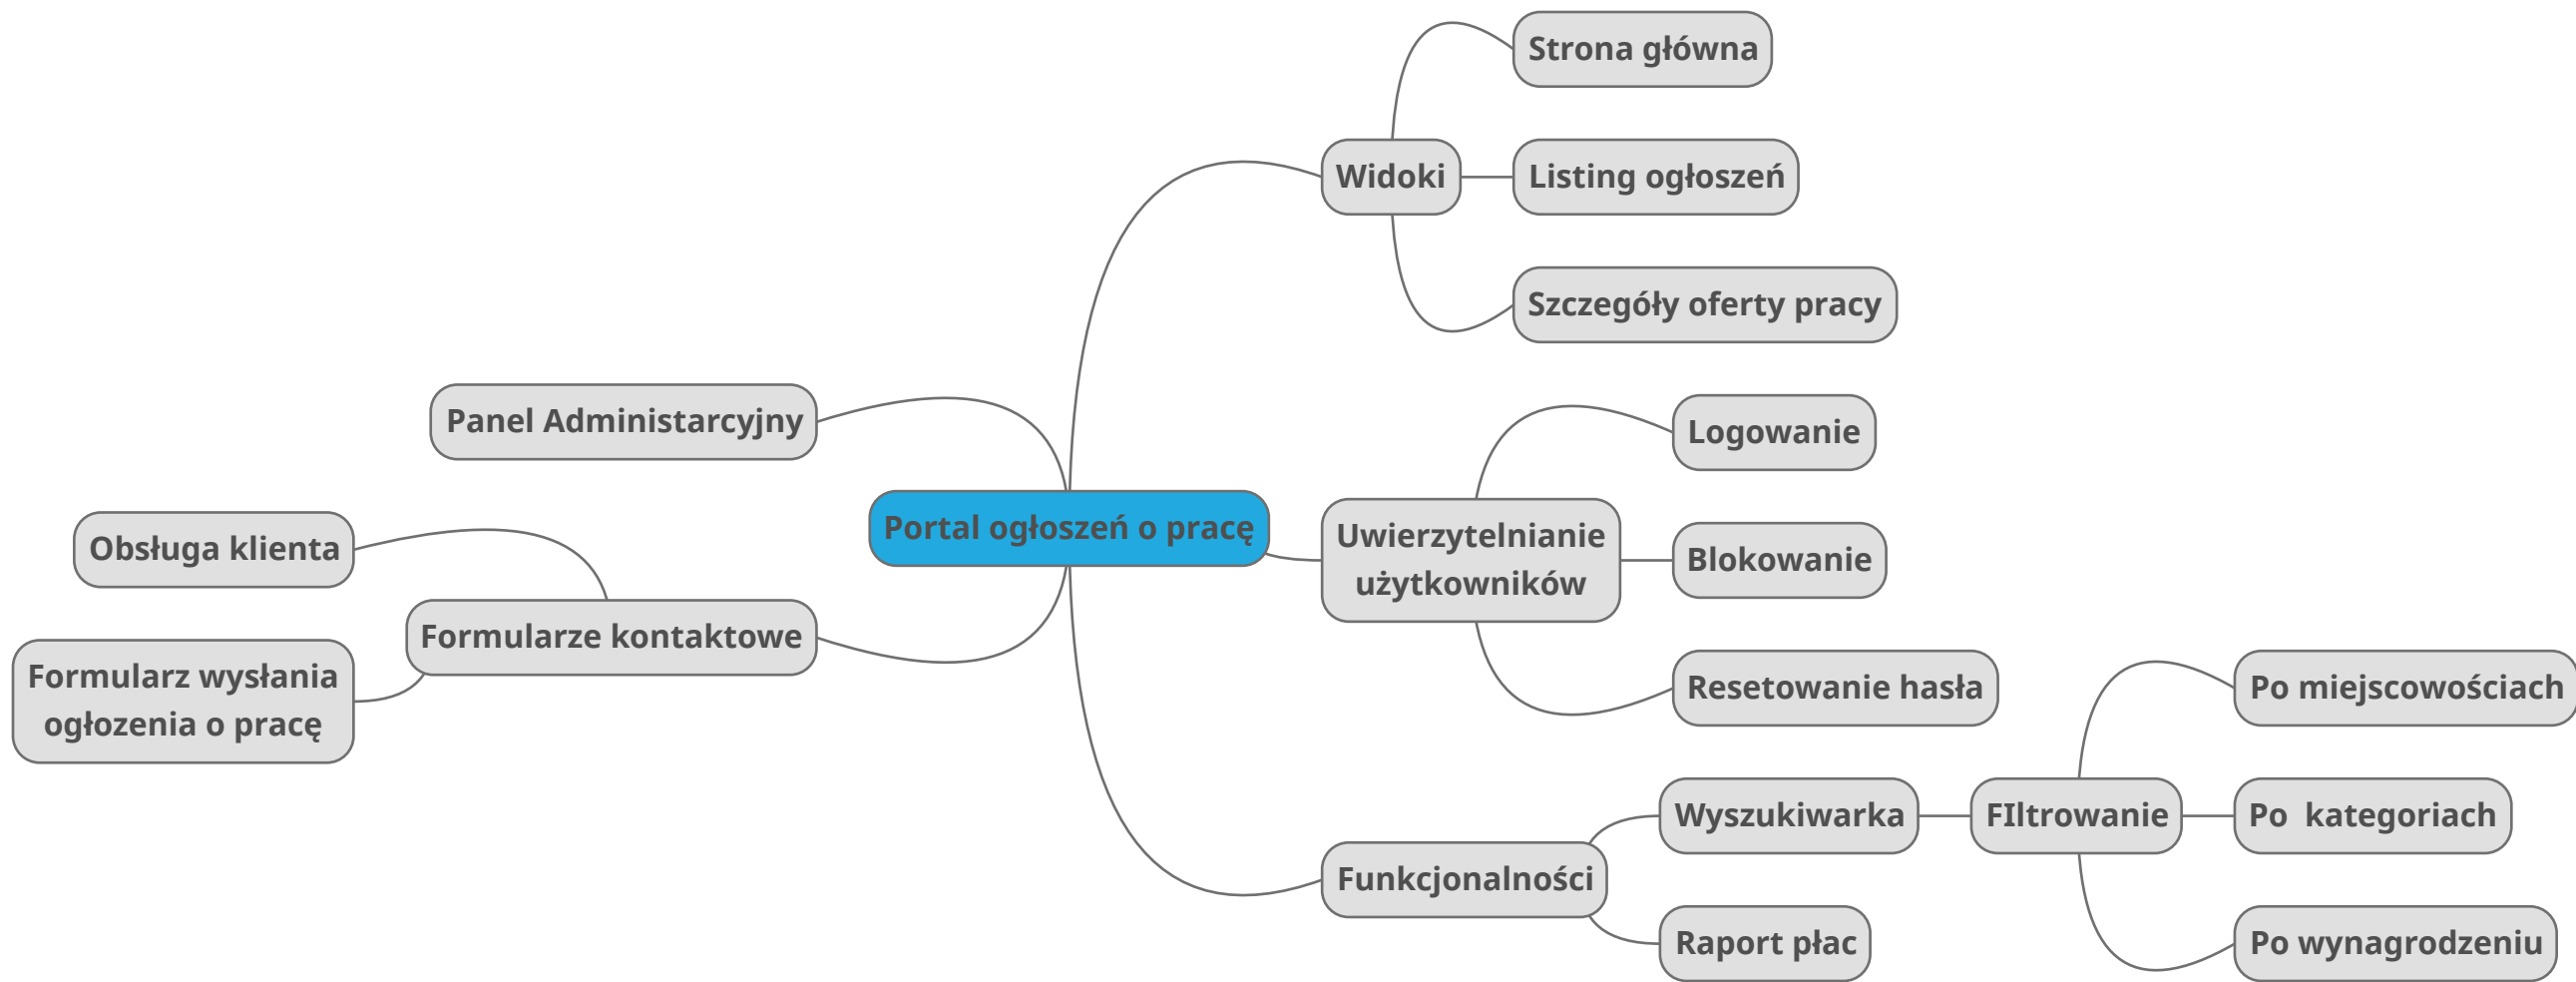 Strona główna
Widoki
Listing ogłoszeń
Szczegóły oferty pracy
Panel Administarcyjny
Portal ogłoszeń o pracę
Logowanie
Uwierzytelnianie
użytkowników
Blokowanie
Resetowanie hasła
Obsługa klienta
Formularze kontaktowe
Formularz wysłania
ogłozenia o pracę
Funkcjonalności
Wyszukiwarka
FIltrowanie
Po miejscowościach
Po  kategoriach
Po wynagrodzeniu
Raport płac